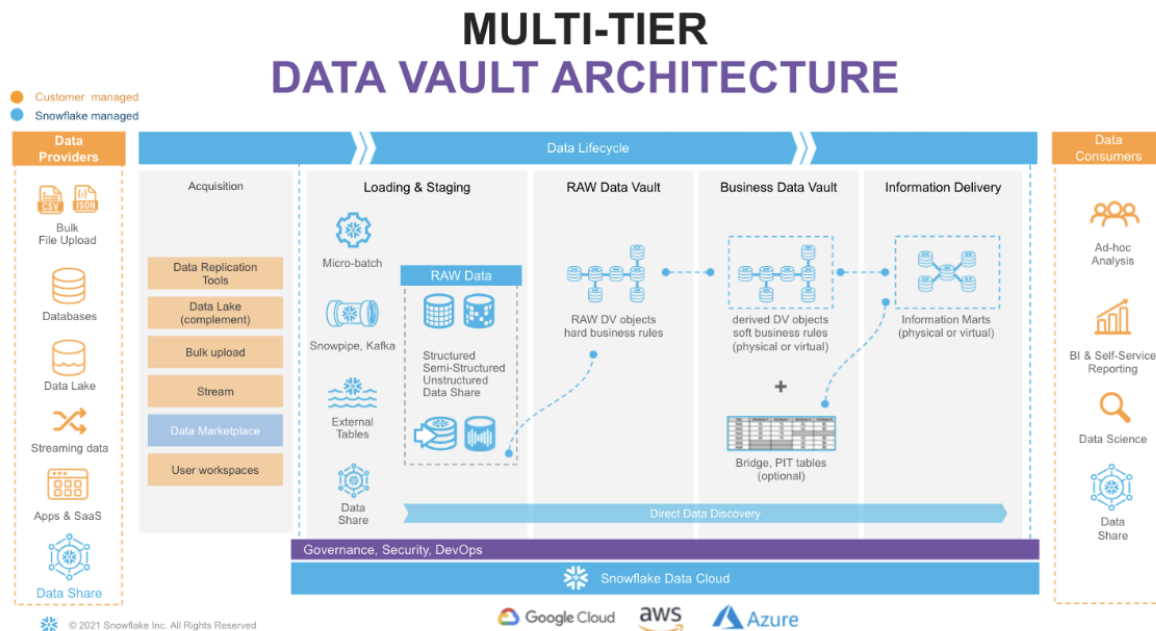 MULTI-TIER
DATA VAULT ARCHITECTURE
Customer managed
Snowflake managed
Data
Providers
Bulk
File Upload
CSV
JSON
Databases
Data Lake
Streaming data
Apps & SaaS
Data Share
Data Lifecycle
Acquisition
Data Replication
Tools
Data Lake
(complement)
Bulk upload
Stream
Data Marketplace
User workspaces
Loading & Staging
Micro-batch
Snowpipe, Kafka
External
Tables
Data
Share
RAW Data
Structured
Semi-Structured
Unstructured
Data Share
RAW Data Vault
RAW DV objects
hard business rules
Business Data Vault
derived DV objects
soft business rules
(physical or virtual)
+
Bridge, PIT tables
(optional)
Information Delivery
Information Marts
(physical or virtual)
Direct Data Discovery
Data
Consumers
Ad-hoc
Analysis
BI & Self-Service
Reporting
Data Science
Data
Share
Governance, Security, DevOps
Snowflake Data Cloud
© 2021 Snowflake Inc. All Rights Reserved
Google Cloud
aws
Azure